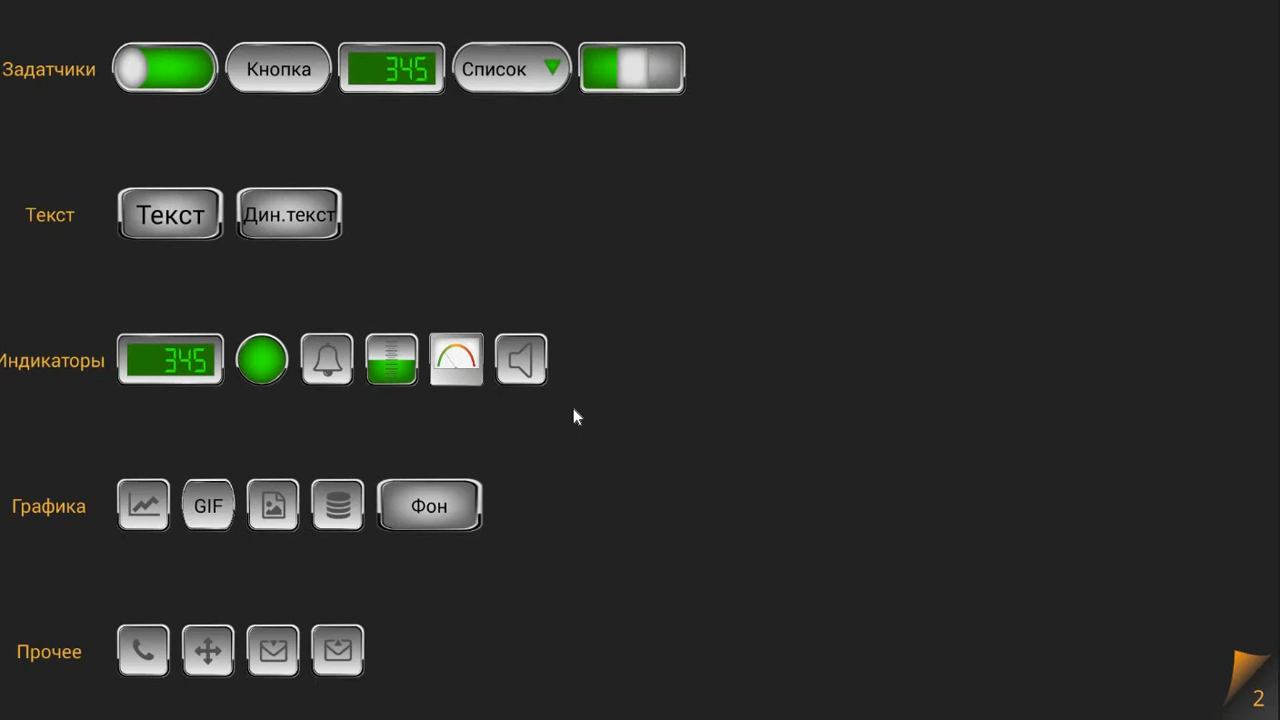 Задатчики Кнопка 345 Список
Текст Текст Дин.текст
Индикаторы 345
Графика GIF Фон
Прочее
2